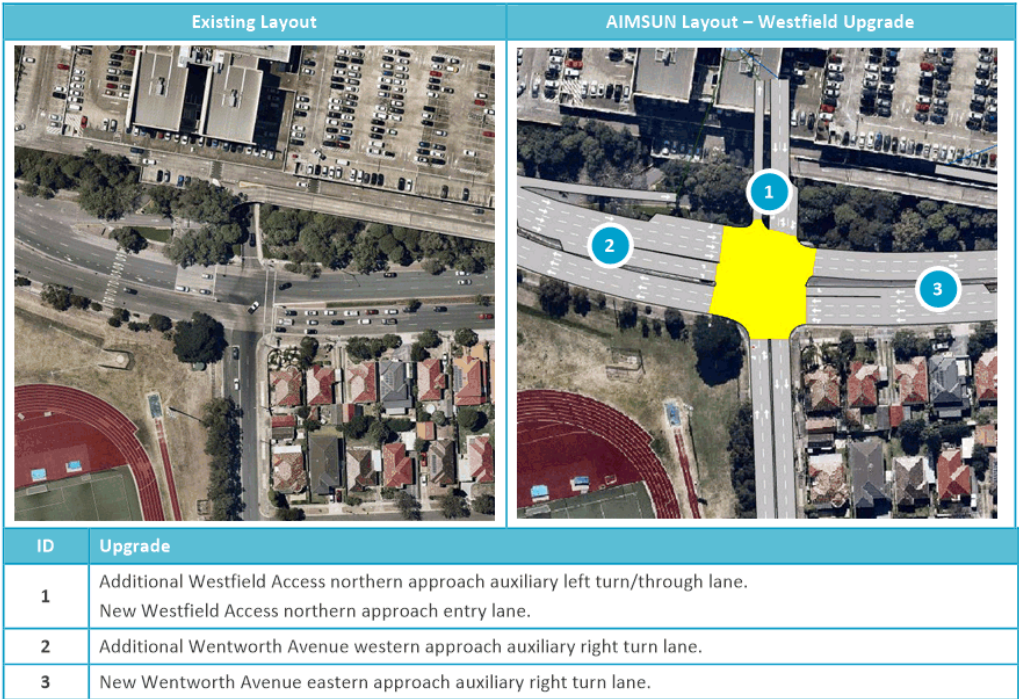 Existing Layout
AIMSUN Layout – Westfield Upgrade
1
2
3
ID Upgrade
1 Additional Westfield Access northern approach auxiliary left turn/through lane.
New Westfield Access northern approach entry lane.
2 Additional Wentworth Avenue western approach auxiliary right turn lane.
3 New Wentworth Avenue eastern approach auxiliary right turn lane.